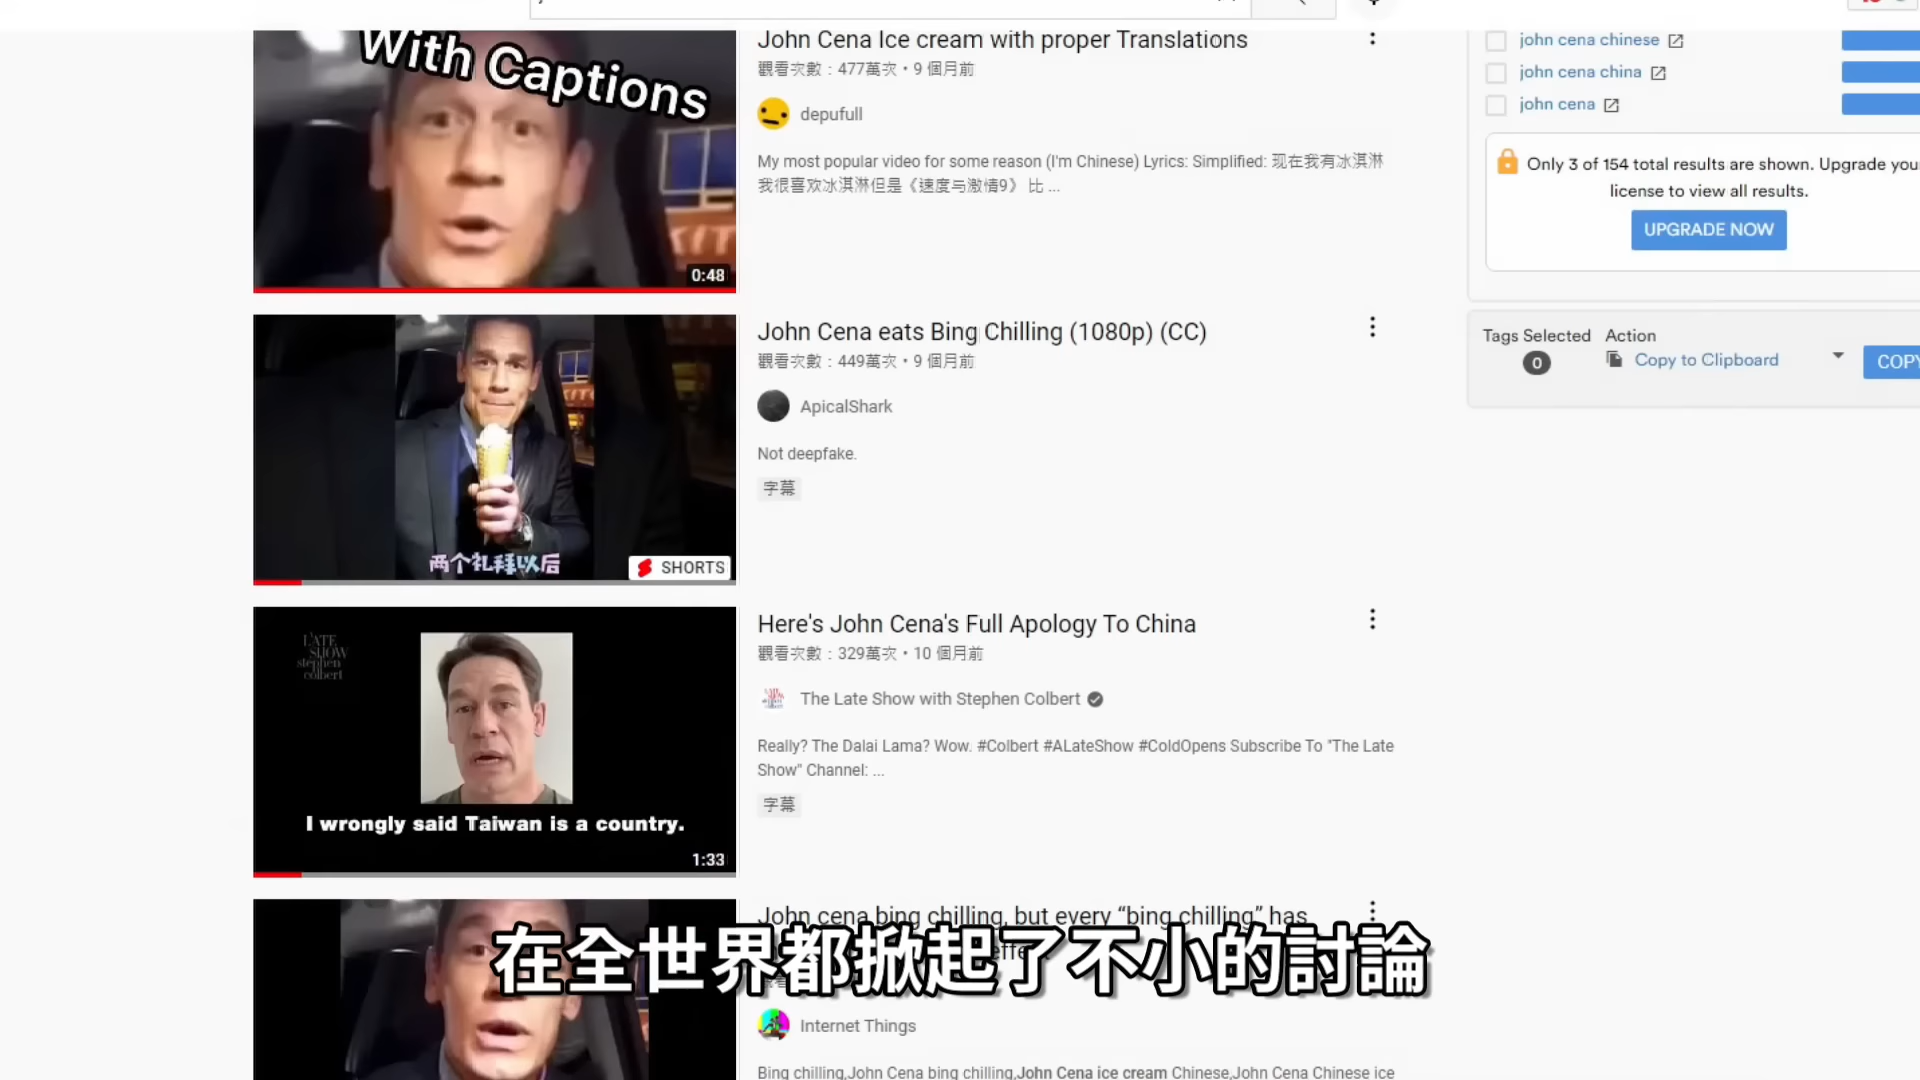 With Captions
0:48
John Cena Ice cream with proper Translations
觀看次數：477萬次 • 9 個月前
depufull
My most popular video for some reason (I'm Chinese) Lyrics: Simplified: 现在我有冰淇淋
我很喜欢冰淇淋但是《速度与激情9》 比 ...
两个礼拜以后
SHORTS
John Cena eats Bing Chilling (1080p) (CC)
觀看次數：449萬次 • 9 個月前
ApicalShark
Not deepfake.
字幕
LATE
SHOW
stephen
colbert
I wrongly said Taiwan is a country.
1:33
Here's John Cena's Full Apology To China
觀看次數：329萬次 • 10 個月前
The Late Show with Stephen Colbert
Really? The Dalai Lama? Wow. #Colbert #ALateShow #ColdOpens Subscribe To "The Late
Show" Channel: ...
字幕
John cena bing chilling, but every “bing chilling” has
在全世界都掀起了不小的討論
Internet Things
Bing chilling,John Cena bing chilling,John Cena ice cream Chinese,John Cena Chinese ice
john cena chinese
john cena china
john cena
Only 3 of 154 total results are shown. Upgrade your
license to view all results.
UPGRADE NOW
Tags Selected
0
Action
Copy to Clipboard
COPY